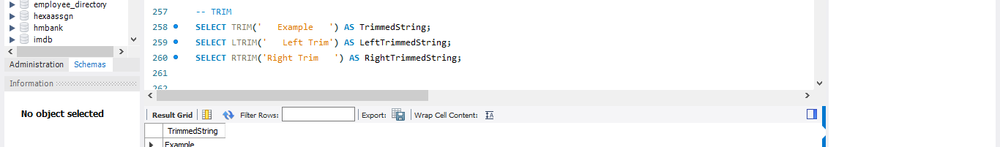 employee_directory
hexaassgn
hmbank
imdb
Administration Schemas
Information
No object selected
257 -- TRIM
258 SELECT TRIM('   Example   ') AS TrimmedString;
259 SELECT LTRIM('   Left Trim') AS LeftTrimmedString;
260 SELECT RTRIM('Right Trim   ') AS RightTrimmedString;
261
262
Result Grid Filter Rows: Export: Wrap Cell Content:
TrimmedString
Example